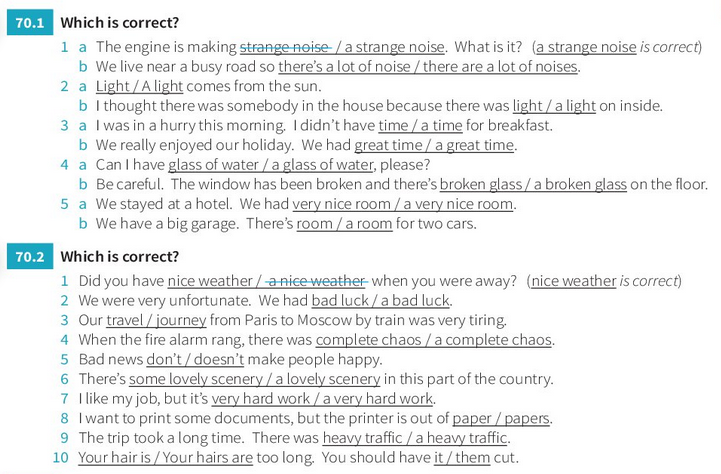 70.1 Which is correct?
1 a The engine is making strange noise / a strange noise. What is it? (a strange noise is correct)
b We live near a busy road so there's a lot of noise / there are a lot of noises.
2 a Light / A light comes from the sun.
b I thought there was somebody in the house because there was light / a light on inside.
3 a I was in a hurry this morning. I didn't have time / a time for breakfast.
b We really enjoyed our holiday. We had great time / a great time.
4 a Can I have glass of water / a glass of water, please?
b Be careful. The window has been broken and there's broken glass / a broken glass on the floor.
5 a We stayed at a hotel. We had very nice room / a very nice room.
b We have a big garage. There's room / a room for two cars.
70.2 Which is correct?
1 Did you have nice weather / a nice weather when you were away? (nice weather is correct)
2 We were very unfortunate. We had bad luck / a bad luck.
3 Our travel / journey from Paris to Moscow by train was very tiring.
4 When the fire alarm rang, there was complete chaos / a complete chaos.
5 Bad news don't / doesn't make people happy.
6 There's some lovely scenery / a lovely scenery in this part of the country.
7 I like my job, but it's very hard work / a very hard work.
8 I want to print some documents, but the printer is out of paper / papers.
9 The trip took a long time. There was heavy traffic / a heavy traffic.
10 Your hair is / Your hairs are too long. You should have it / them cut.